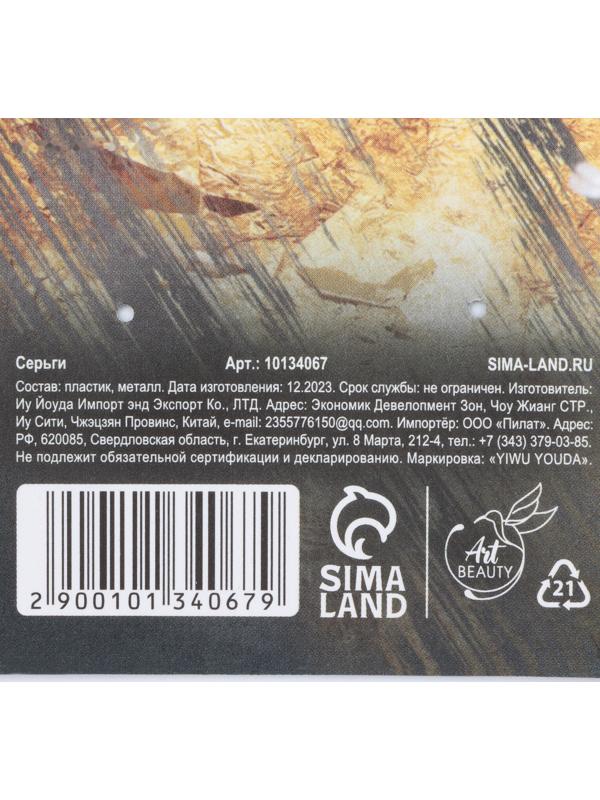 Серьги Арт.: 10134067 SIMA-LAND.RU
Состав: пластик, металл. Дата изготовления: 12.2023. Срок службы: не ограничен. Изготовитель:
Иу Йоуда Импорт энд Экспорт Ко., ЛТД. Адрес: Экономик Девелопмент Зон, Чоу Жианг СТР.,
Иу Сити, Чжэцзян Провинс, Китай, e-mail: 2355776150@qq.com. Импортёр: ООО «Пилат». Адрес:
РФ, 620085, Свердловская область, г. Екатеринбург, ул. 8 Марта, 212-4, тел.: +7 (343) 379-03-85.
Не подлежит обязательной сертификации и декларированию. Маркировка: «YIWU YOUDA».
2 900101 340679
SIMA
LAND
Art
BEAUTY
21